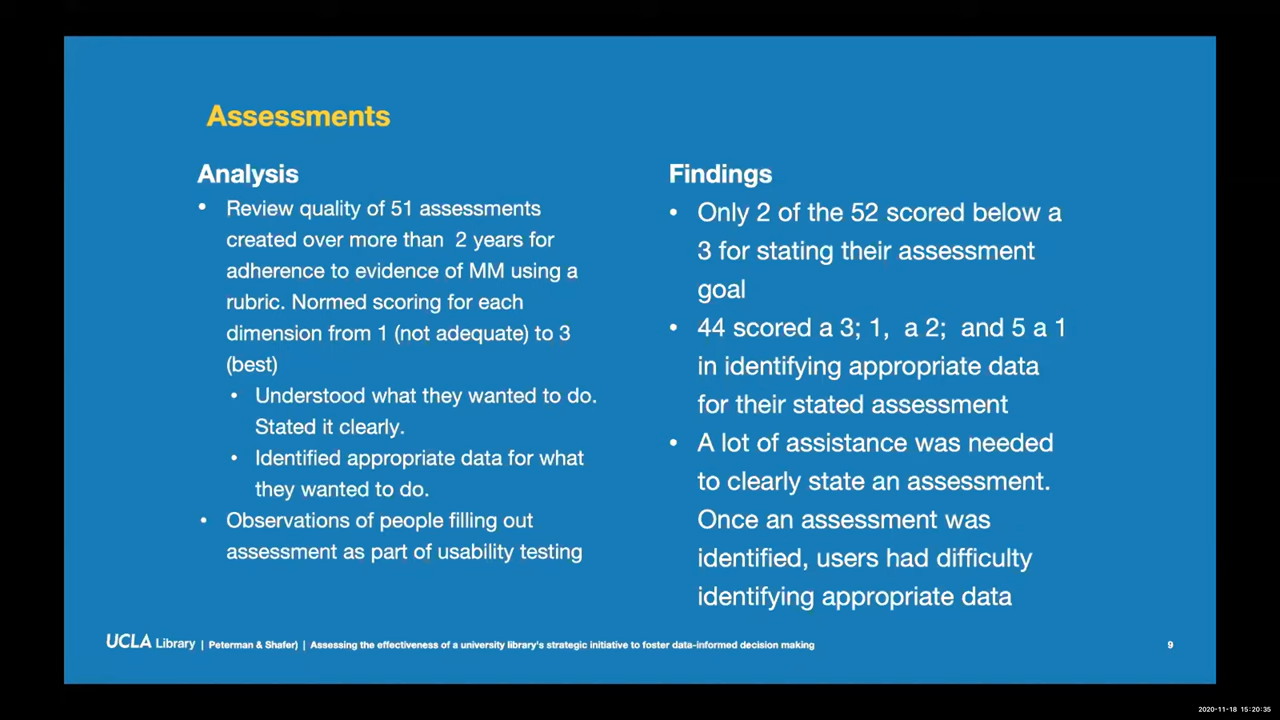 Assessments
Analysis
• Review quality of 51 assessments
created over more than 2 years for
adherence to evidence of MM using a
rubric. Normed scoring for each
dimension from 1 (not adequate) to 3
(best)
• Understood what they wanted to do.
Stated it clearly.
• Identified appropriate data for what
they wanted to do.
• Observations of people filling out
assessment as part of usability testing
Findings
• Only 2 of the 52 scored below a
3 for stating their assessment
goal
• 44 scored a 3; 1, a 2; and 5 a 1
in identifying appropriate data
for their stated assessment
• A lot of assistance was needed
to clearly state an assessment.
Once an assessment was
identified, users had difficulty
identifying appropriate data
UCLA Library | Peterman & Shafer) | Assessing the effectiveness of a university library's strategic initiative to foster data-informed decision making
9
2020-11-18 15:20:35